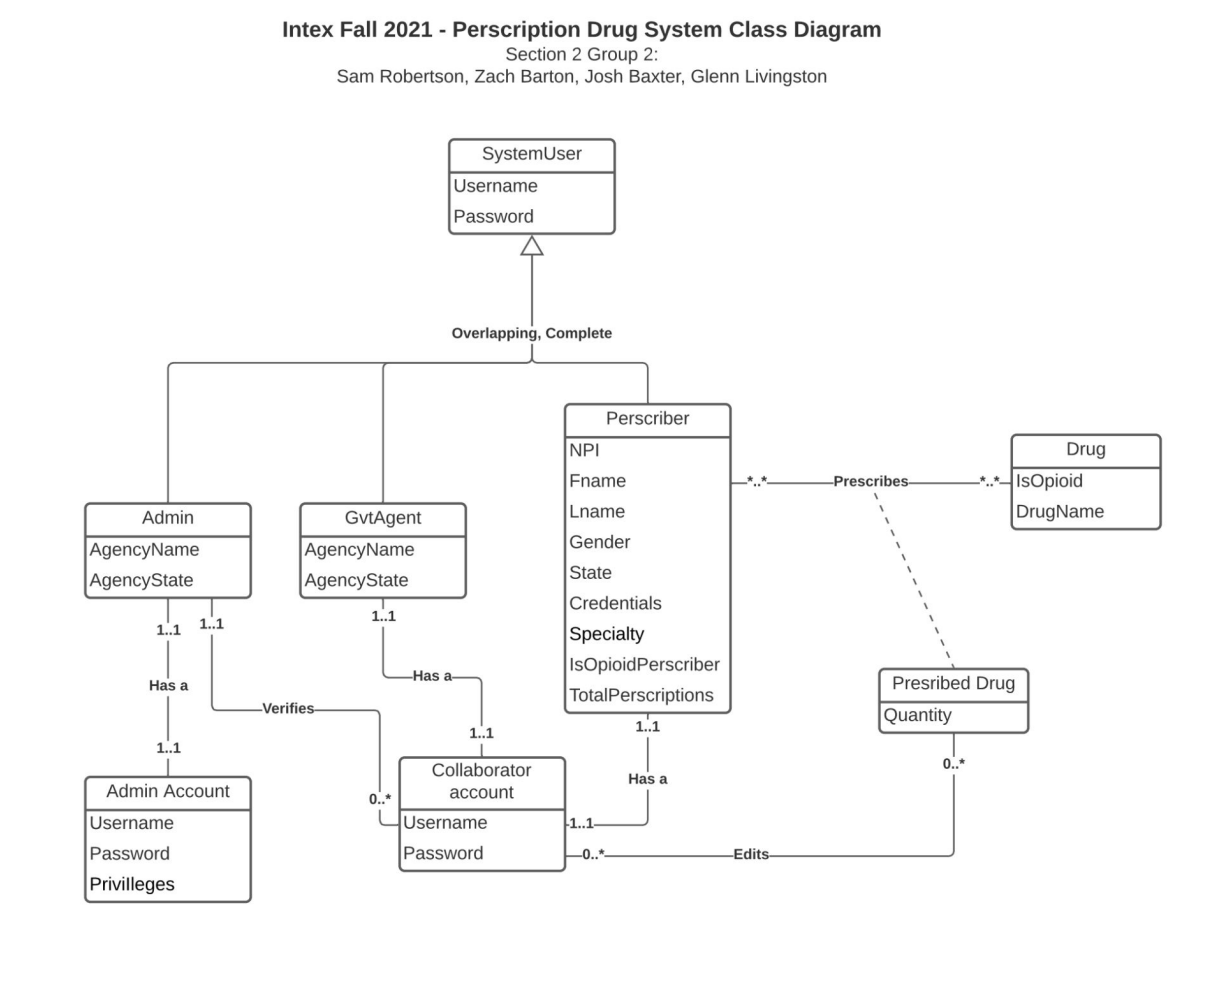 Intex Fall 2021 - Perscription Drug System Class Diagram
Section 2 Group 2:
Sam Robertson, Zach Barton, Josh Baxter, Glenn Livingston
SystemUser
Username
Password
Overlapping, Complete
Admin
AgencyName
AgencyState
GvtAgent
AgencyName
AgencyState
Perscriber
NPI
Fname
Lname
Gender
State
Credentials
Specialty
IsOpioidPerscriber
TotalPerscriptions
*..*
Prescribes
*..*
Drug
IsOpioid
DrugName
1..1
Has a
1..1
1..1
Verifies
0..*
1..1
Has a
1..1
1..1
Has a
1..1
Presribed Drug
Quantity
0..*
Edits
0..*
Admin Account
Username
Password
Privilleges
Collaborator
account
Username
Password